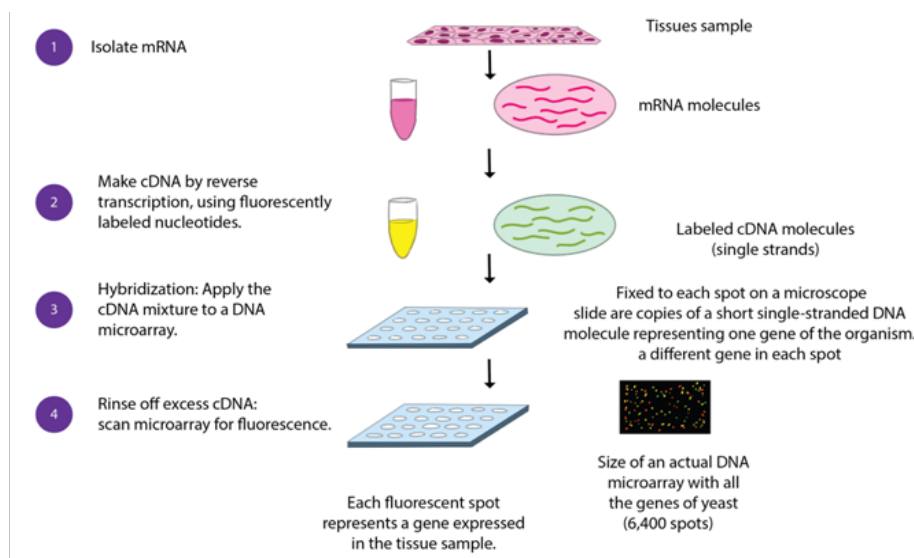 1
Isolate mRNA
Tissues sample
mRNA molecules
2
Make cDNA by reverse
transcription, using fluorescently
labeled nucleotides.
Labeled cDNA molecules
(single strands)
3
Hybridization: Apply the
cDNA mixture to a DNA
microarray.
Fixed to each spot on a microscope
slide are copies of a short single-stranded DNA
molecule representing one gene of the organism.
a different gene in each spot
4
Rinse off excess cDNA:
scan microarray for fluorescence.
Size of an actual DNA
microarray with all
the genes of yeast
(6,400 spots)
Each fluorescent spot
represents a gene expressed
in the tissue sample.